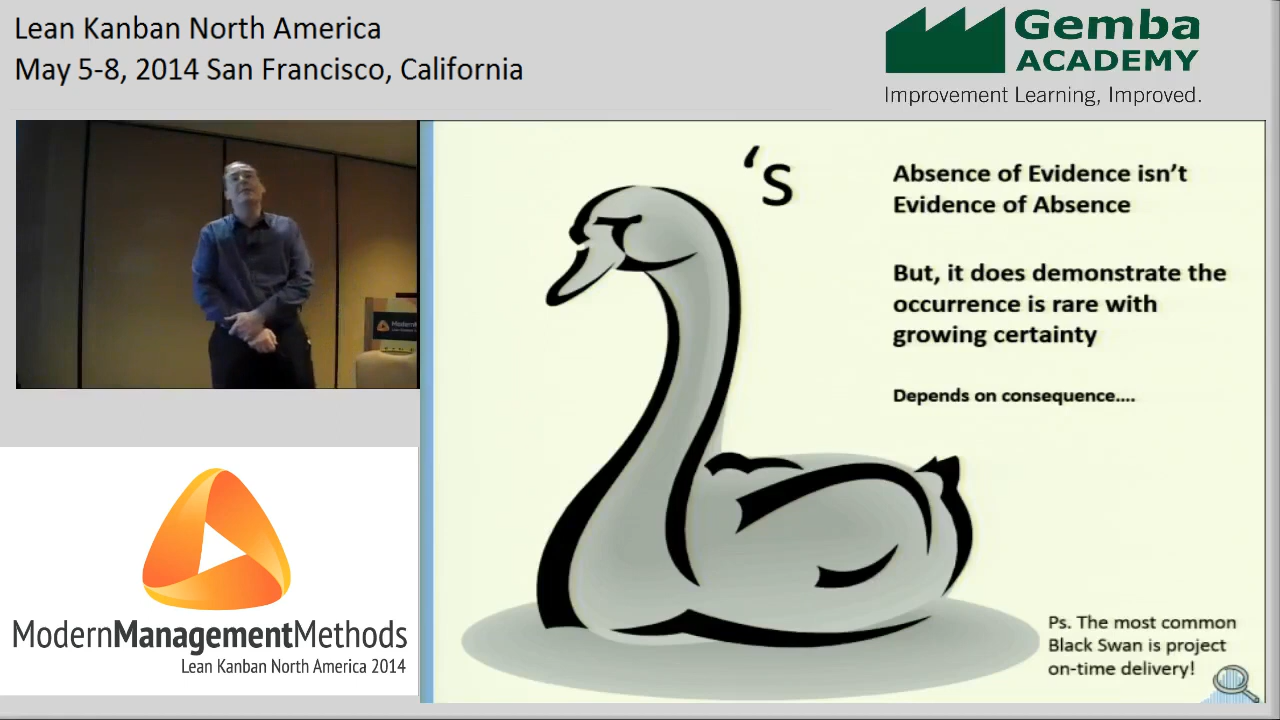 Lean Kanban North America
May 5-8, 2014 San Francisco, California
Gemba
ACADEMY
Improvement Learning, Improved.
‘s
Absence of Evidence isn’t
Evidence of Absence
But, it does demonstrate the
occurrence is rare with
growing certainty
Depends on consequence....
Ps. The most common
Black Swan is project
on-time delivery!
ModernManagementMethods
Lean Kanban North America 2014